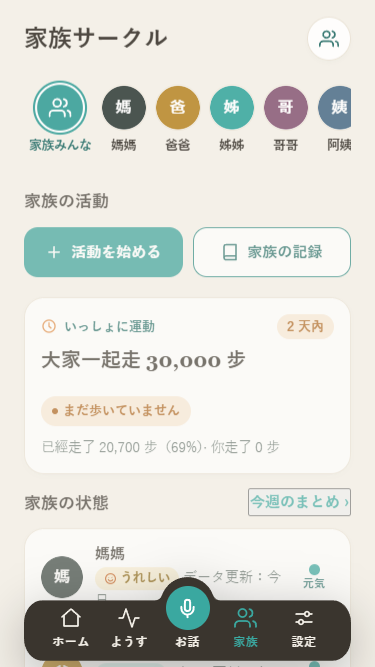 家族サークル
媽 爸 姊 哥 姨
家族みんな 媽媽 爸爸 姊姊 哥哥 阿姨
家族の活動
+ 活動を始める 家族の記録
いっしょに運動 2 天內
大家一起走 30,000 步
まだ歩いていません
已經走了 20,700 步（69%）· 你走了 0 步
家族の状態 今週のまとめ ›
媽媽
媽 うれしい データ更新：今 元気
日
ホーム ようす お話 家族 設定